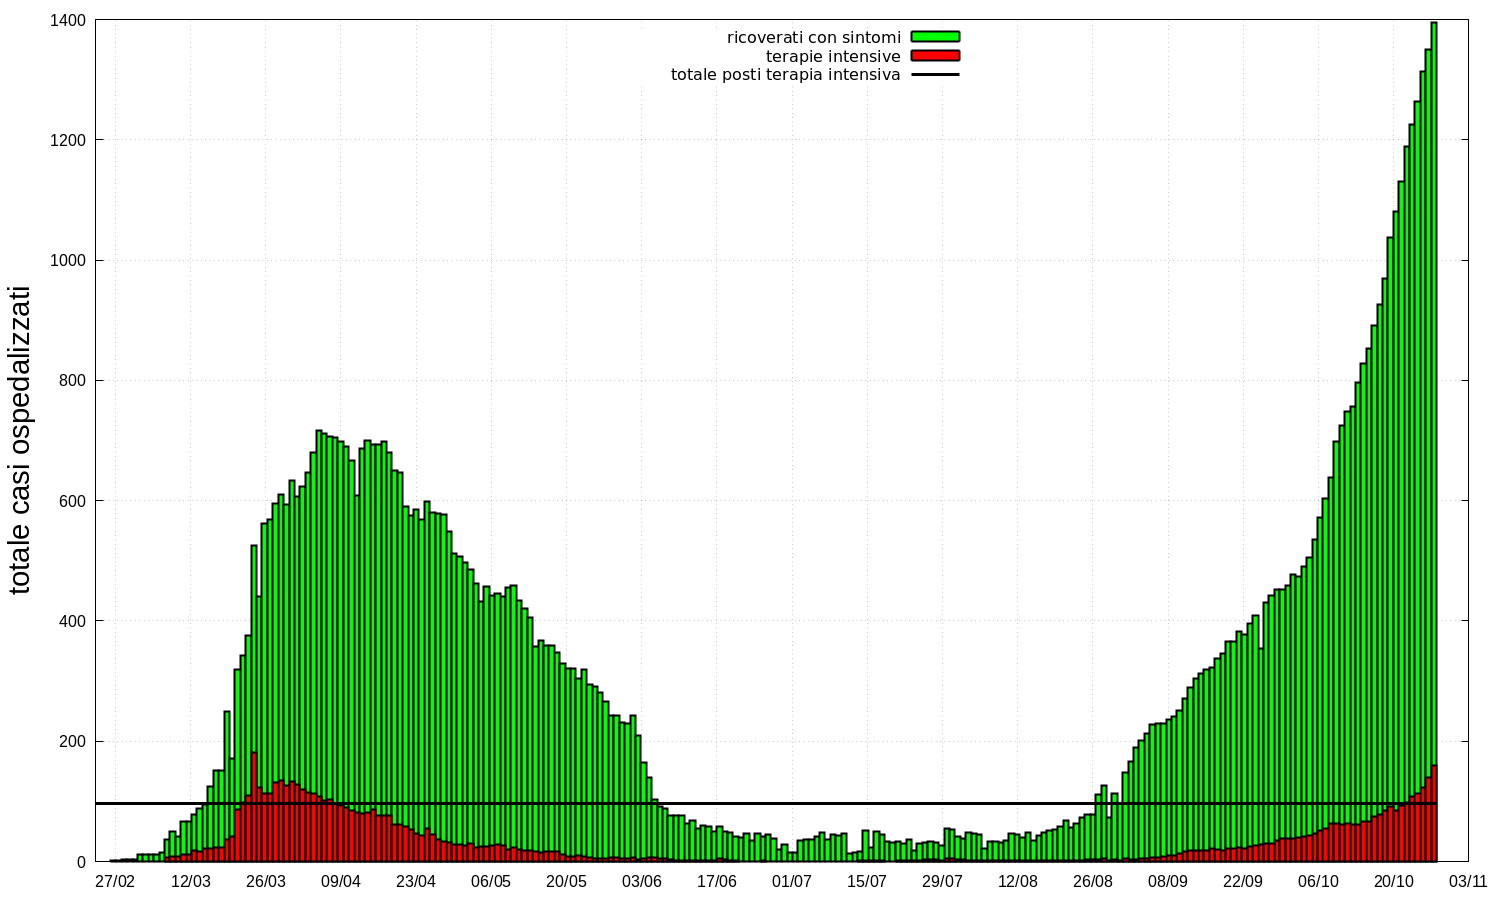 ricoverati con sintomi
terapie intensive
totale posti terapia intensiva
totale casi ospedalizzati
1400
1200
1000
800
600
400
200
0
27/02 12/03 26/03 09/04 23/04 06/05 20/05 03/06 17/06 01/07 15/07 29/07 12/08 26/08 08/09 22/09 06/10 20/10 03/11